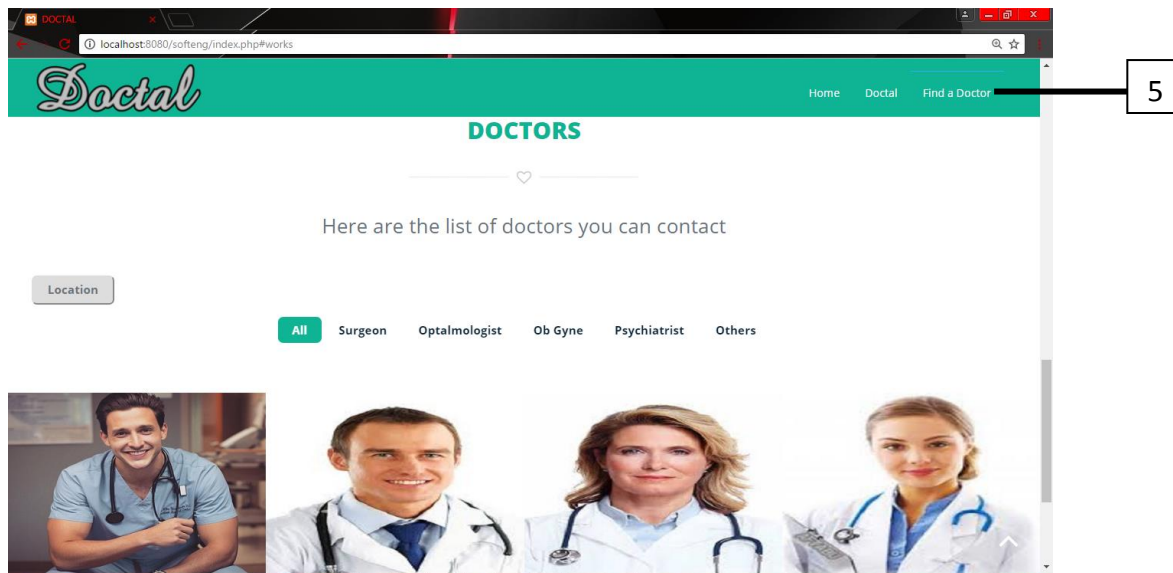 DOCTAL
localhost:8080/softeng/index.php#works
Doctal
Home Doctal Find a Doctor
5
DOCTORS
Here are the list of doctors you can contact
Location
All Surgeon Optalmologist Ob Gyne Psychiatrist Others